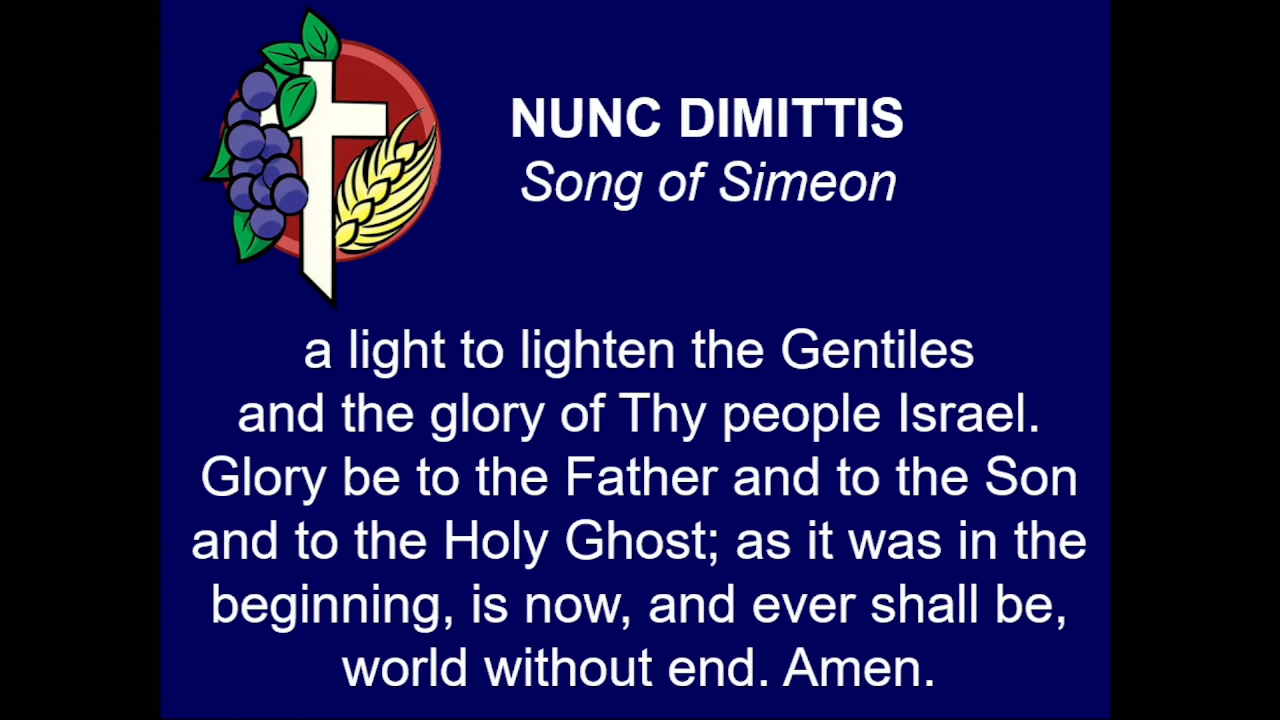 NUNC DIMITTIS
Song of Simeon
a light to lighten the Gentiles
and the glory of Thy people Israel.
Glory be to the Father and to the Son
and to the Holy Ghost; as it was in the
beginning, is now, and ever shall be,
world without end. Amen.